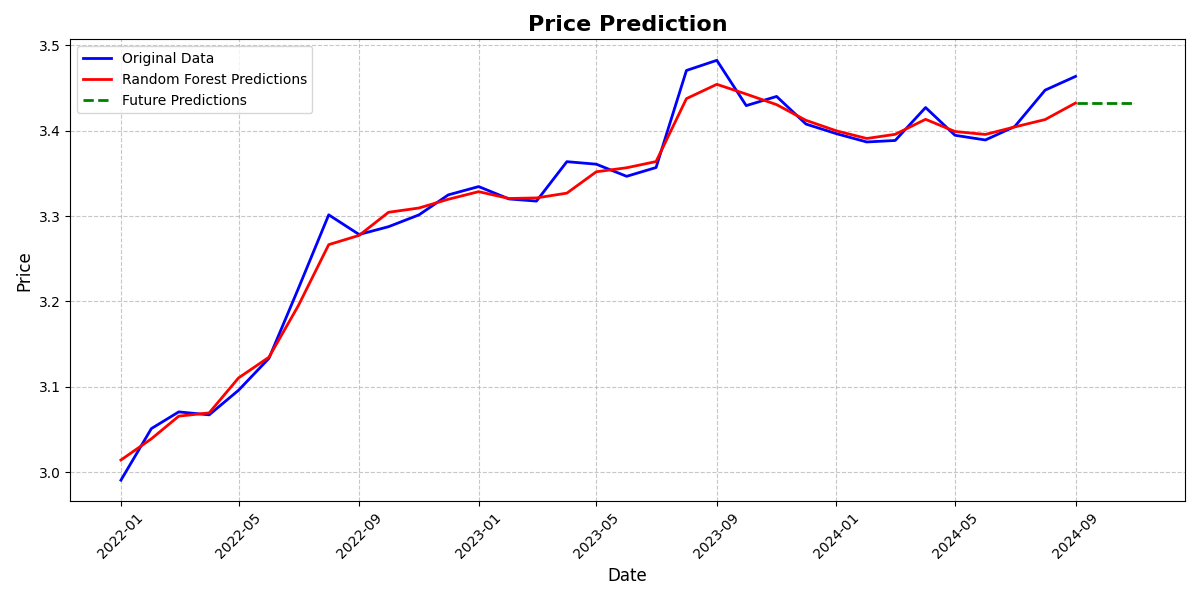 Price Prediction
Original Data
Random Forest Predictions
Future Predictions
Price
3.5
3.4
3.3
3.2
3.1
3.0
2022-01
2022-05
2022-09
2023-01
2023-05
2023-09
2024-01
2024-05
2024-09
Date